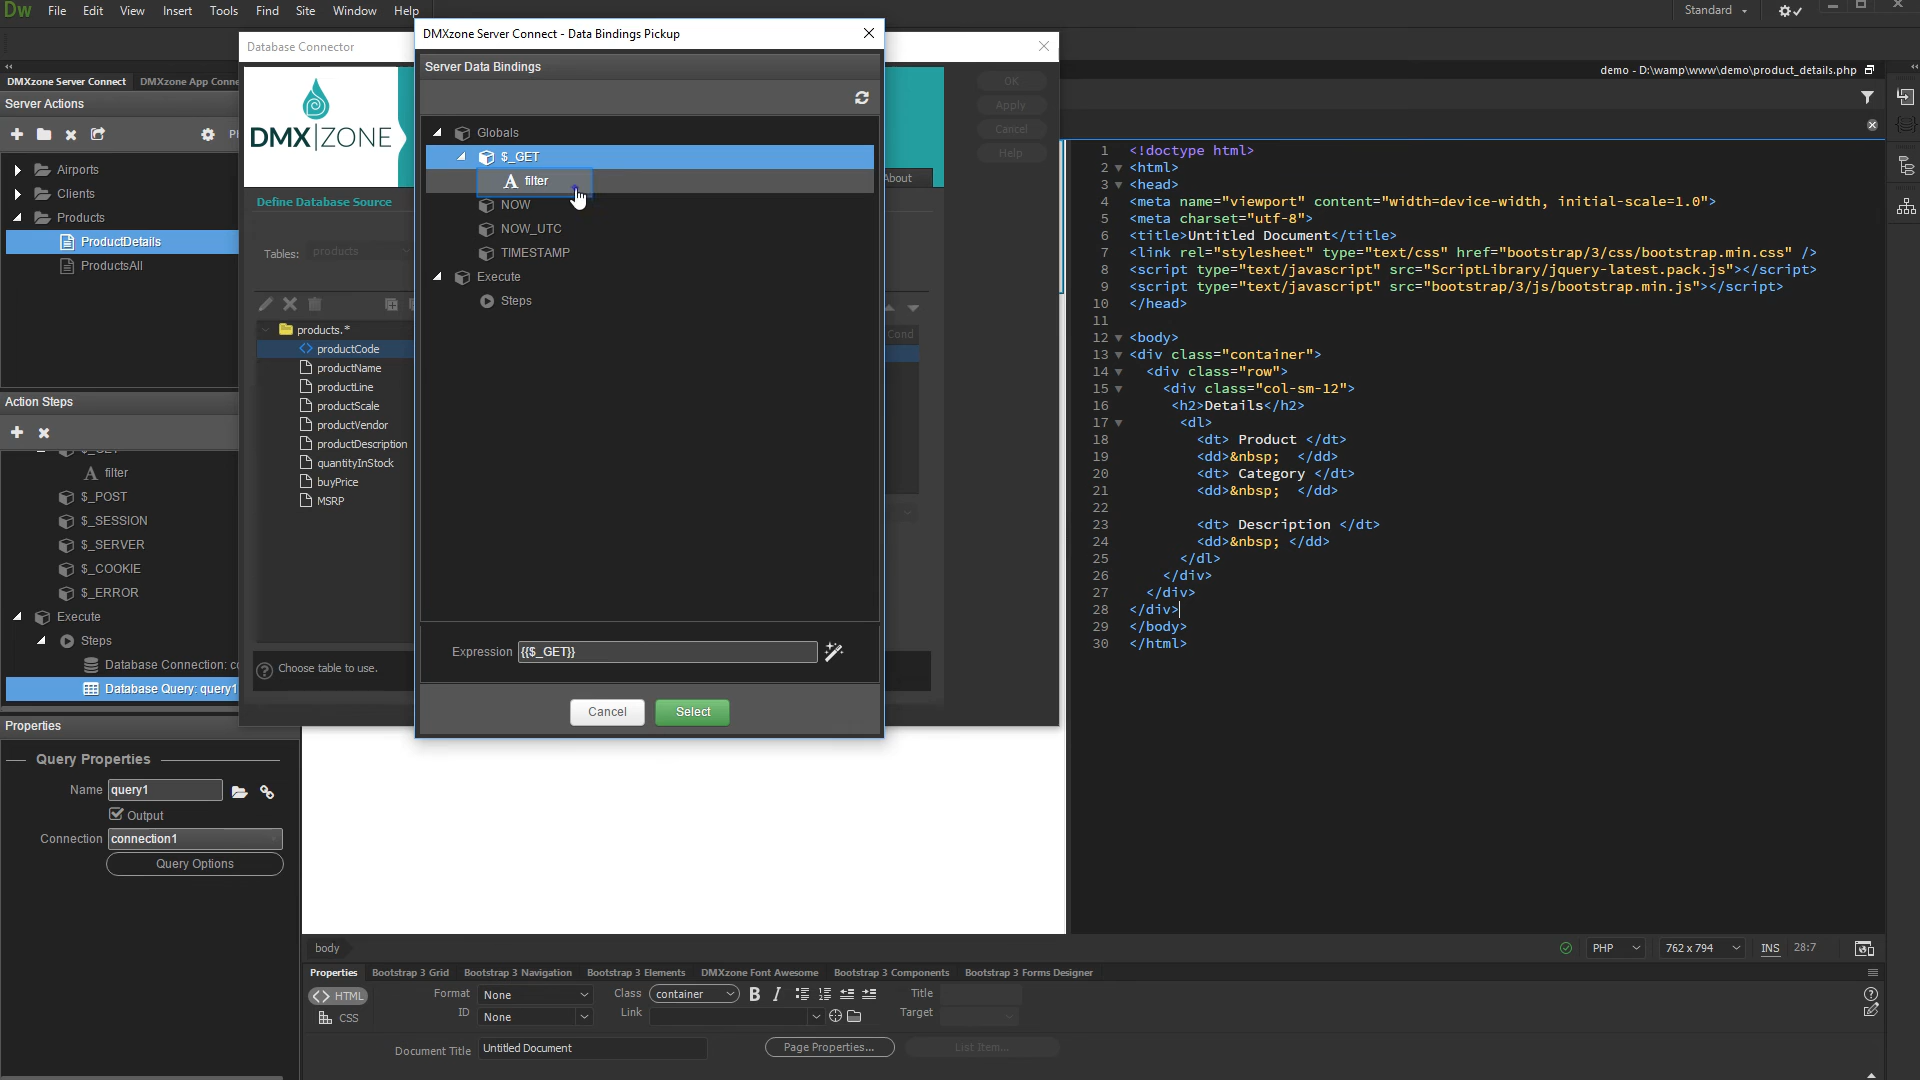 Dw File Edit View Insert Tools Find Site Window Help
Standard
Database Connector
DMXzone Server Connect - Data Bindings Pickup
DMXzone Server Connect DMXzone App Conne
demo - D:\wamp\www\demo\product_details.php
Server Actions
Airports
Clients
Products
ProductDetails
ProductsAll
Action Steps
filter
$_POST
$_SESSION
$_SERVER
$_COOKIE
$_ERROR
Execute
Steps
Database Connection: co
Database Query: query1
Properties
Query Properties
Name query1
Output
Connection connection1
Query Options
DMX|ZONE
Define Database Source
Tables: products
products.*
productCode
productName
productLine
productScale
productVendor
productDescription
quantityInStock
buyPrice
MSRP
Choose table to use.
Server Data Bindings
Globals
$_GET
filter
NOW
NOW_UTC
TIMESTAMP
Execute
Steps
Expression {{$_GET}}
Cancel Select
OK
Apply
Cancel
Help
About
Cond
1 <!doctype html>
2 <html>
3 <head>
4 <meta name="viewport" content="width=device-width, initial-scale=1.0">
5 <meta charset="utf-8">
6 <title>Untitled Document</title>
7 <link rel="stylesheet" type="text/css" href="bootstrap/3/css/bootstrap.min.css" />
8 <script type="text/javascript" src="ScriptLibrary/jquery-latest.pack.js"></script>
9 <script type="text/javascript" src="bootstrap/3/js/bootstrap.min.js"></script>
10 </head>
11
12 <body>
13 <div class="container">
14 <div class="row">
15 <div class="col-sm-12">
16 <h2>Details</h2>
17 <dl>
18 <dt> Product </dt>
19 <dd>&nbsp; </dd>
20 <dt> Category </dt>
21 <dd>&nbsp; </dd>
22
23 <dt> Description </dt>
24 <dd>&nbsp; </dd>
25 </dl>
26 </div>
27 </div>
28 </div>
29 </body>
30 </html>
body
PHP 762 x 794 INS 28:7
Properties Bootstrap 3 Grid Bootstrap 3 Navigation Bootstrap 3 Elements DMXzone Font Awesome Bootstrap 3 Components Bootstrap 3 Forms Designer
HTML Format None Class container B I Title
CSS ID None Link Target
Document Title Untitled Document Page Properties... List Item...